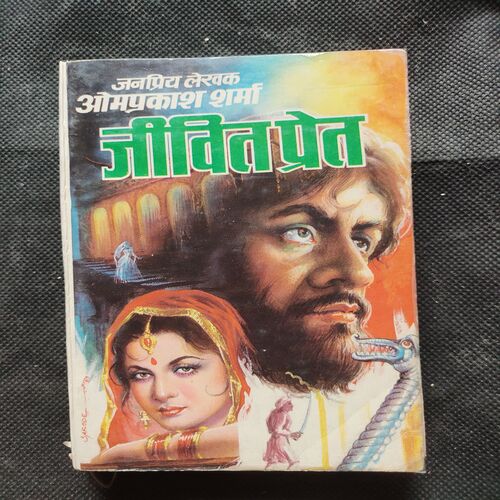 जनप्रिय लेखक
ओमप्रकाश शर्मा
जीवित प्रेत